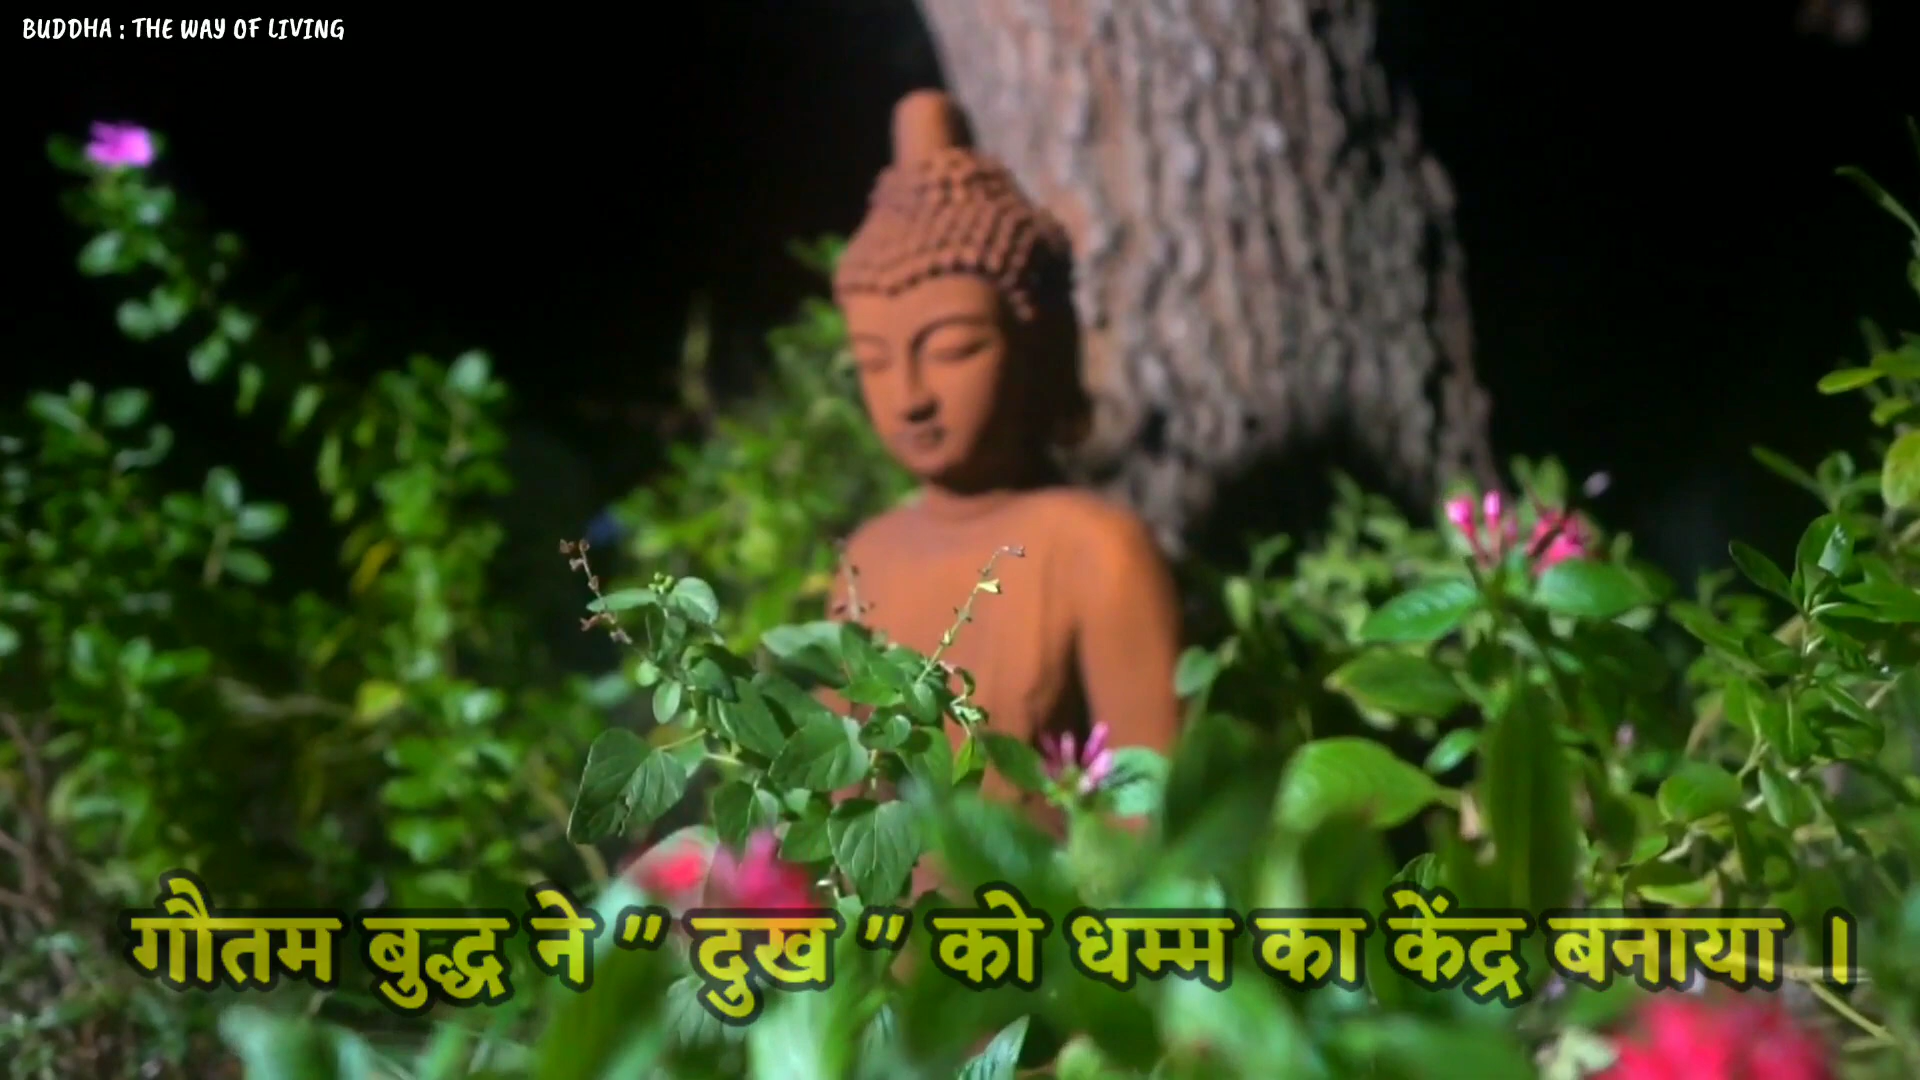 BUDDHA : THE WAY OF LIVING
गौतम बुद्ध ने " दुख " को धम्म का केंद्र बनाया ।